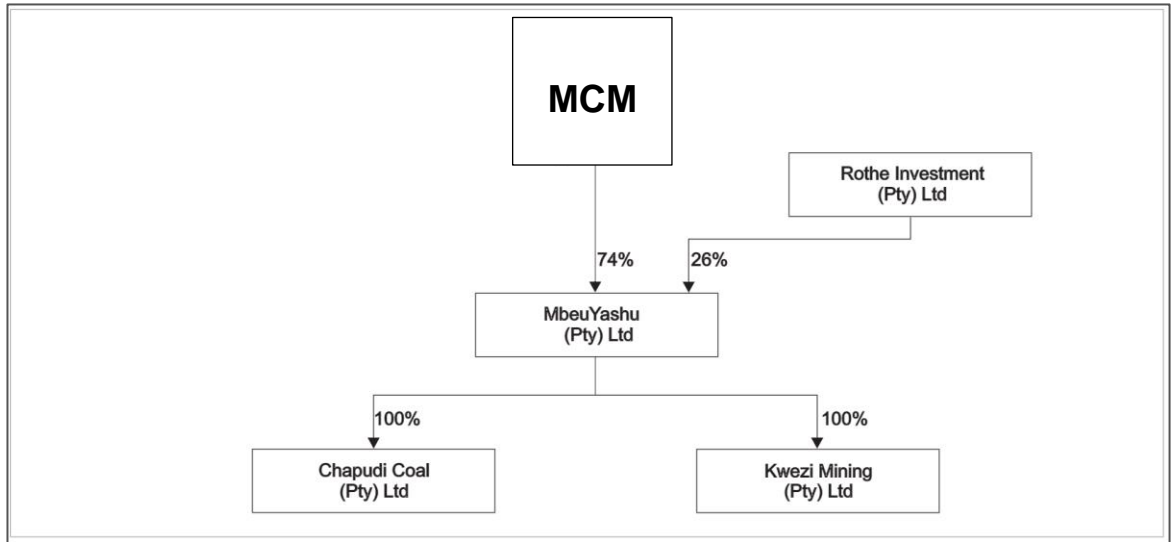 MCM
Rothe Investment
(Pty) Ltd
74%
26%
MbeuYashu
(Pty) Ltd
100%
100%
Chapudi Coal
(Pty) Ltd
Kwezi Mining
(Pty) Ltd